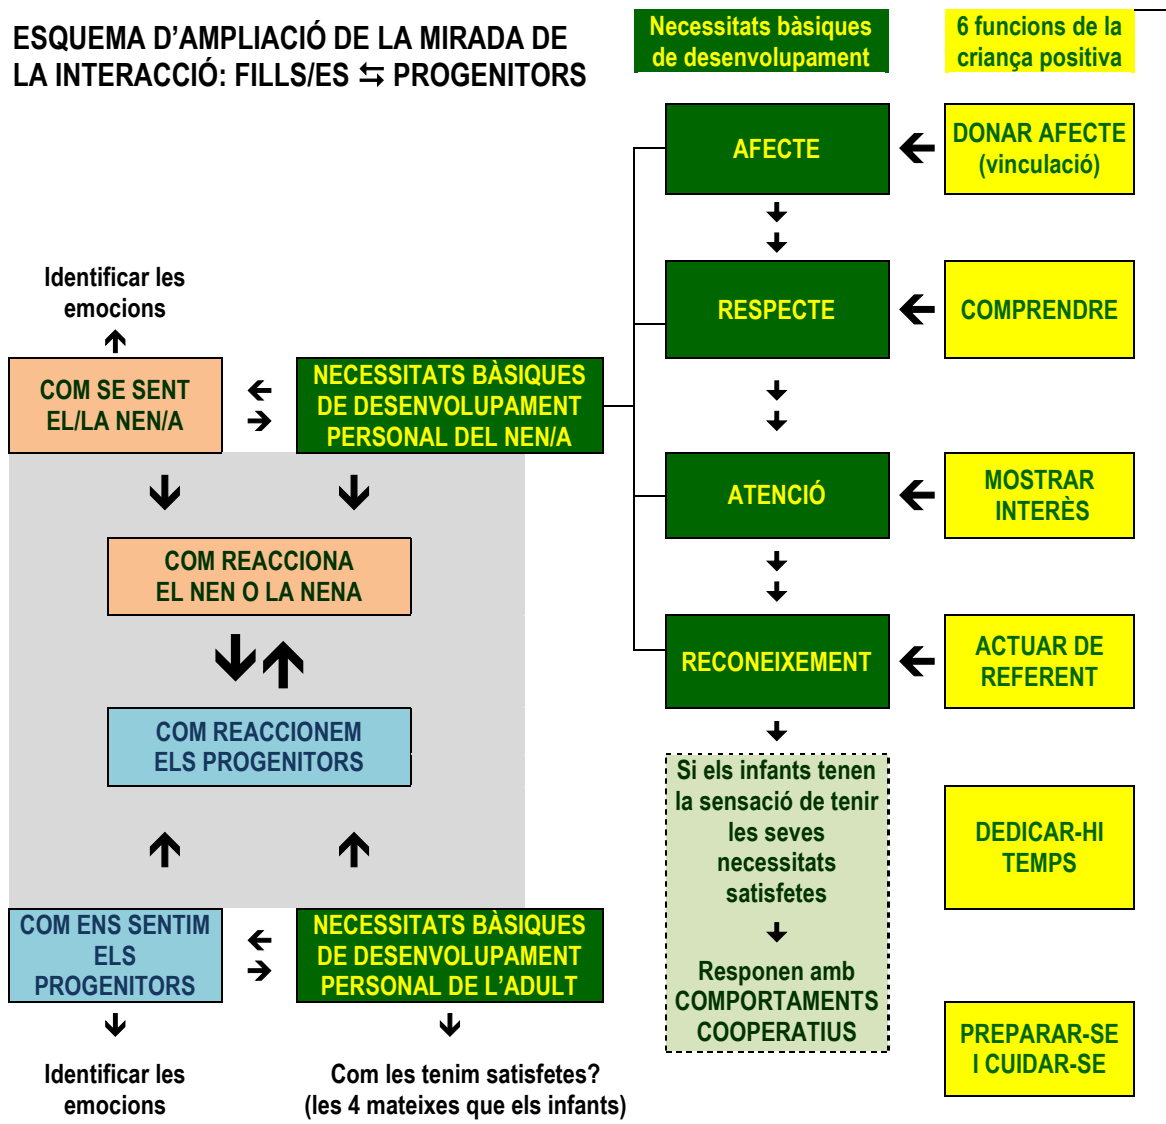 ESQUEMA D’AMPLIACIÓ DE LA MIRADA DE
LA INTERACCIÓ: FILLS/ES ⇆ PROGENITORS
Necessitats bàsiques
de desenvolupament
6 funcions de la
criança positiva
AFECTE
DONAR AFECTE
(vinculació)
Identificar les
emocions
RESPECTE
COMPRENDRE
COM SE SENT
EL/LA NEN/A
NECESSITATS BÀSIQUES
DE DESENVOLUPAMENT
PERSONAL DEL NEN/A
ATENCIÓ
MOSTRAR
INTERÈS
COM REACCIONA
EL NEN O LA NENA
RECONEIXEMENT
ACTUAR DE
REFERENT
COM REACCIONEM
ELS PROGENITORS
Si els infants tenen
la sensació de tenir
les seves
necessitats
satisfetes
Responen amb
COMPORTAMENTS
COOPERATIUS
DEDICAR-HI
TEMPS
COM ENS SENTIM
ELS
PROGENITORS
NECESSITATS BÀSIQUES
DE DESENVOLUPAMENT
PERSONAL DE L’ADULT
PREPARAR-SE
I CUIDAR-SE
Identificar les
emocions
Com les tenim satisfetes?
(les 4 mateixes que els infants)